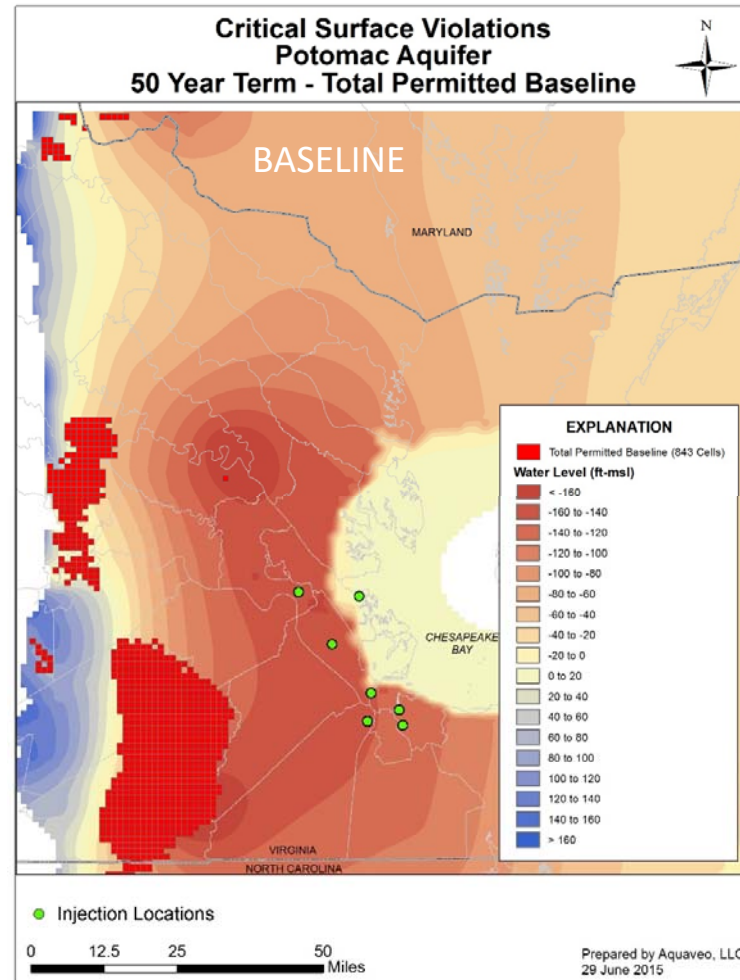 Critical Surface Violations
Potomac Aquifer
50 Year Term - Total Permitted Baseline
N
BASELINE
MARYLAND
CHESAPEAKE
BAY
VIRGINIA
NORTH CAROLINA
EXPLANATION
Total Permitted Baseline (843 Cells)
Water Level (ft-msl)
< -160
-160 to -140
-140 to -120
-120 to -100
-100 to -80
-80 to -60
-60 to -40
-40 to -20
-20 to 0
0 to 20
20 to 40
40 to 60
60 to 80
80 to 100
100 to 120
120 to 140
140 to 160
> 160
Injection Locations
0 12.5 25 50
Miles
Prepared by Aquaveo, LLC
29 June 2015